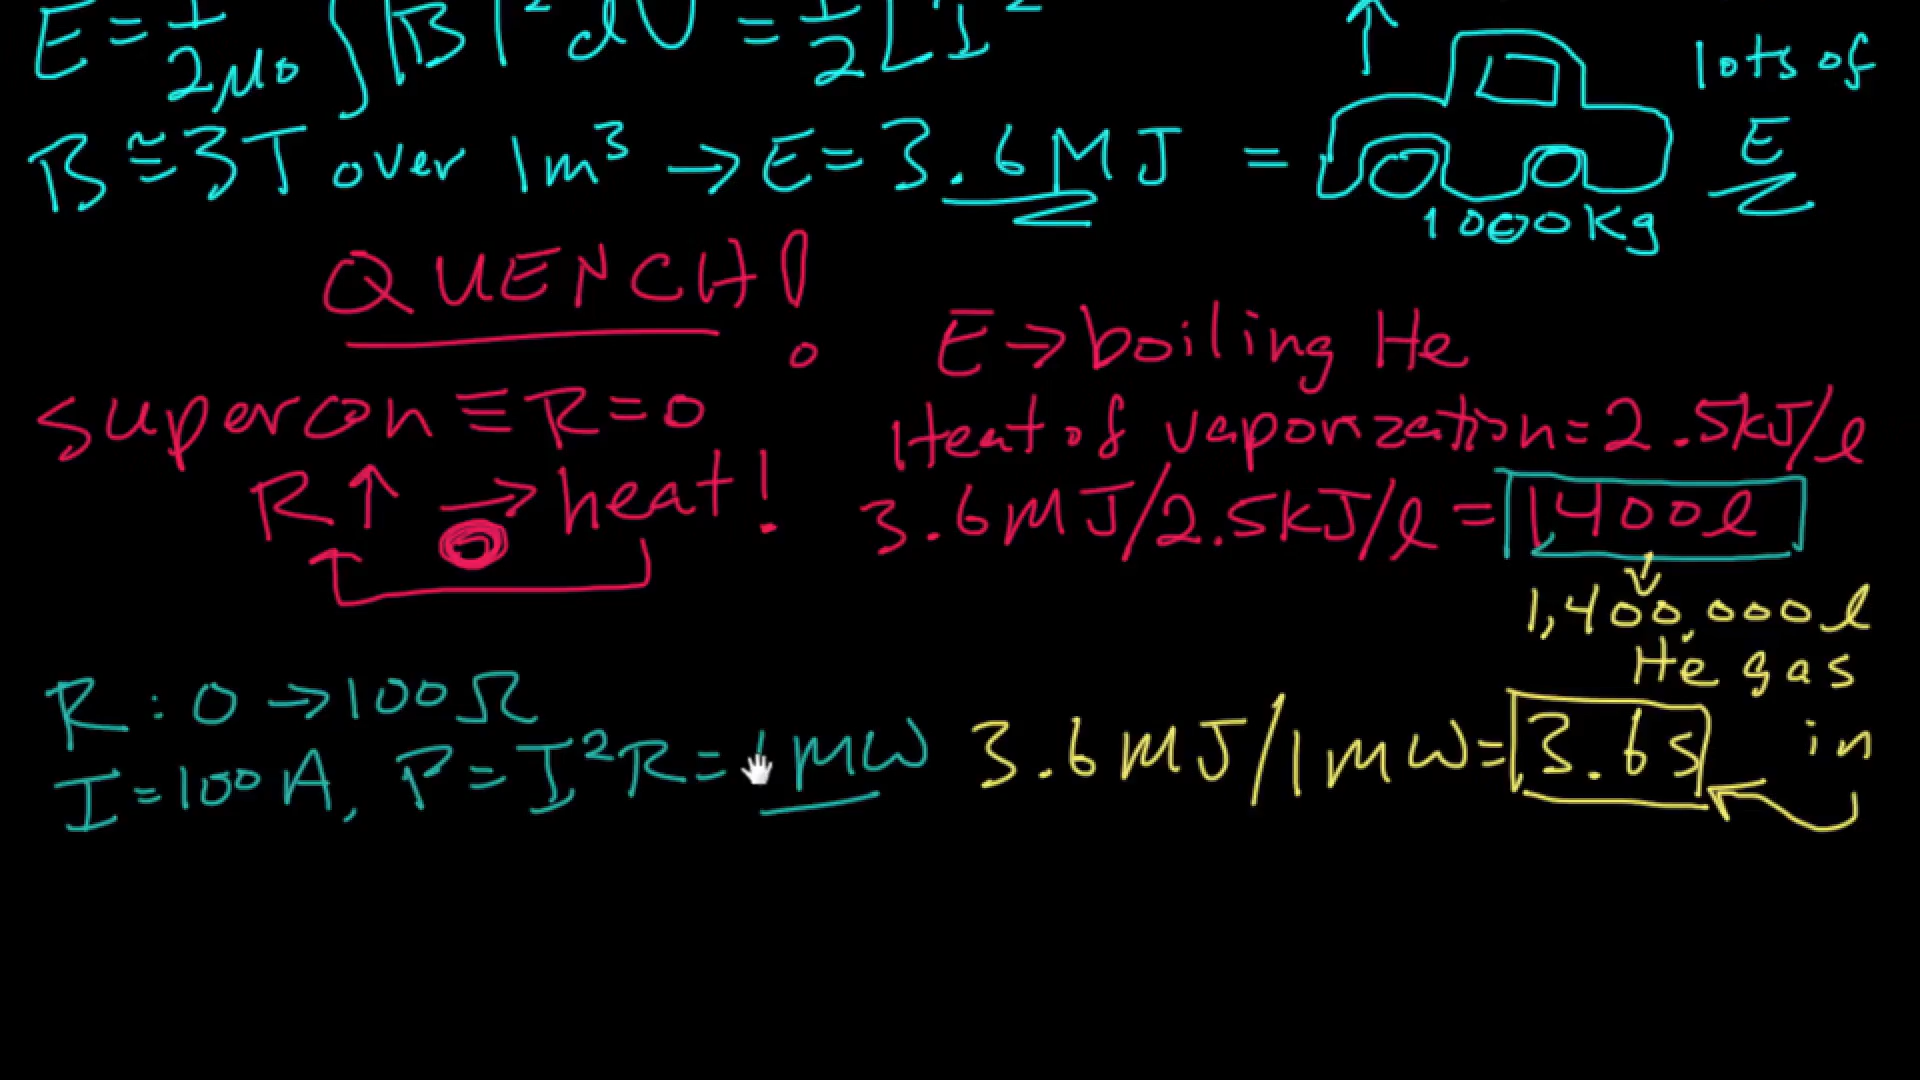 E = 1/2μ0 ∫|B|² dV = 1/2 LI²
lots of
E
B ≅ 3T over 1m³ → E = 3.6MJ =
1000kg
QUENCH!
E → boiling He
supercon ≡ R=0
Heat of vaporization = 2.5kJ/l
R↑ → heat!
3.6MJ/2.5kJ/l = 1,400l
1,400,000l
He gas
in
R: 0 → 100Ω
I = 100A, P = I²R = 1MW
3.6MJ/1MW = 3.6s